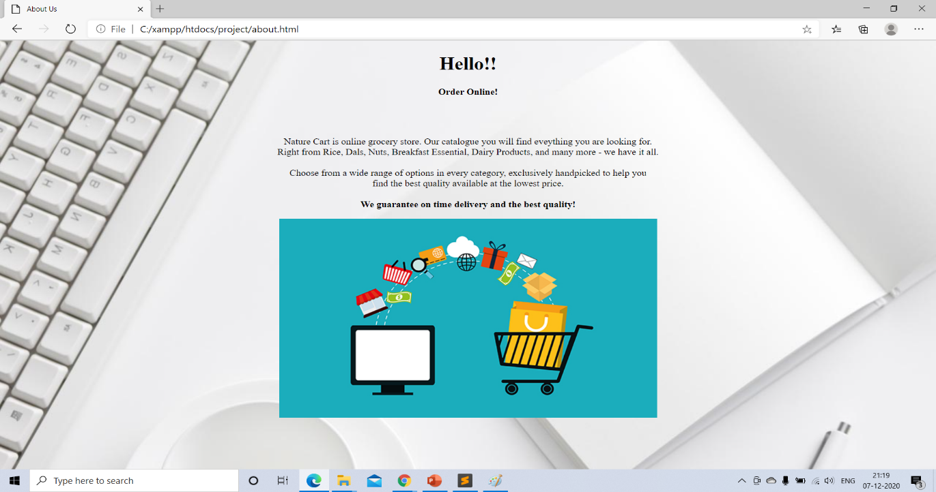 About Us
File | C:/xampp/htdocs/project/about.html
Hello!!
Order Online!
Nature Cart is online grocery store. Our catalogue you will find eveything you are looking for.
Right from Rice, Dals, Nuts, Breakfast Essential, Dairy Products, and many more - we have it all.
Choose from a wide range of options in every category, exclusively handpicked to help you
find the best quality available at the lowest price.
We guarantee on time delivery and the best quality!
Type here to search
ENG
21:19
07-12-2020
3